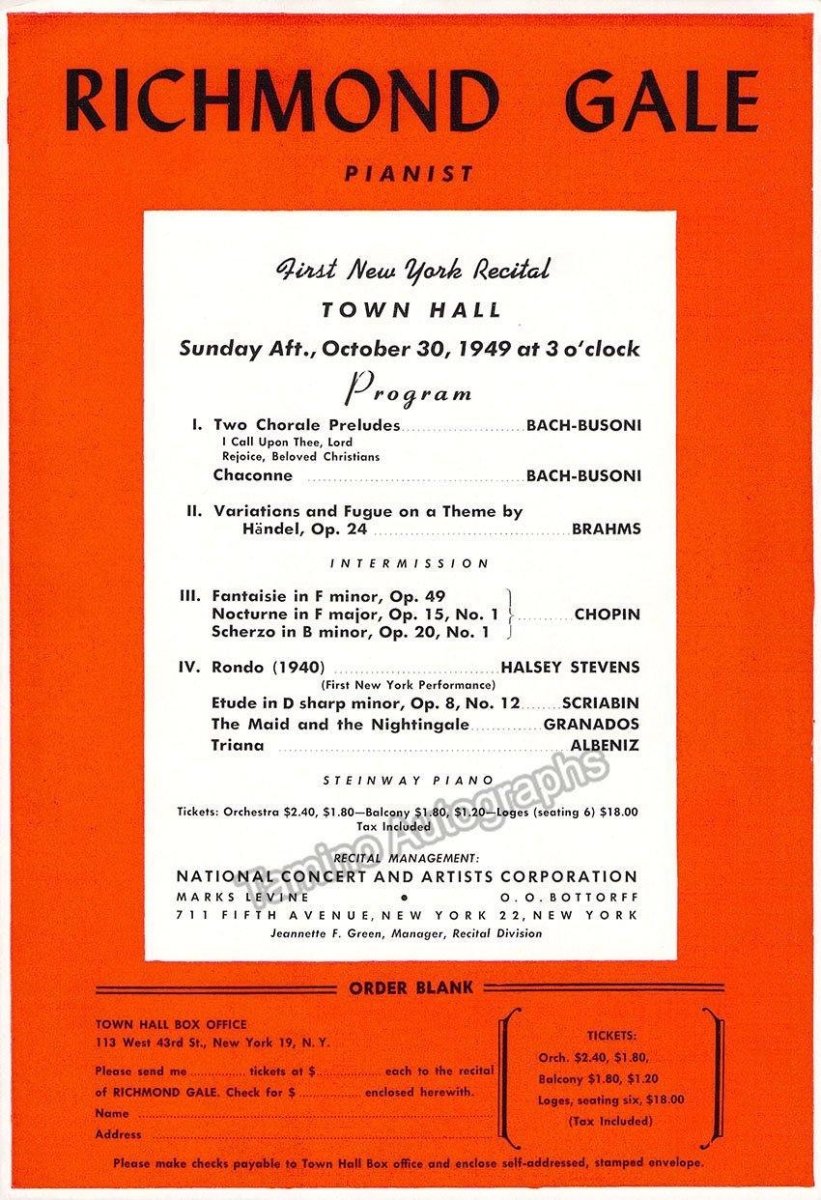 RICHMOND GALE
PIANIST
First New York Recital
TOWN HALL
Sunday Aft., October 30, 1949 at 3 o'clock
Program
I. Two Chorale Preludes........................BACH-BUSONI
I Call Upon Thee, Lord
Rejoice, Beloved Christians
Chaconne ........................BACH-BUSONI
II. Variations and Fugue on a Theme by
Händel, Op. 24 ........................BRAHMS
INTERMISSION
III. Fantaisie in F minor, Op. 49
Nocturne in F major, Op. 15, No. 1 ..........CHOPIN
Scherzo in B minor, Op. 20, No. 1
IV. Rondo (1940) ........................HALSEY STEVENS
(First New York Performance)
Etude in D sharp minor, Op. 8, No. 12.......SCRIABIN
The Maid and the Nightingale.............GRANADOS
Triana ........................ALBENIZ
STEINWAY PIANO
Tickets: Orchestra $2.40, $1.80—Balcony $1.80, $1.20—Loges (seating 6) $18.00
Tax Included
Tamino Autographs
RECITAL MANAGEMENT:
NATIONAL CONCERT AND ARTISTS CORPORATION
MARKS LEVINE • O. O. BOTTORFF
711 FIFTH AVENUE, NEW YORK 22, NEW YORK
Jeannette F. Green, Manager, Recital Division
ORDER BLANK
TOWN HALL BOX OFFICE
113 West 43rd St., New York 19, N. Y.
Please send me ............ tickets at $............ each to the recital
of RICHMOND GALE. Check for $ ............ enclosed herewith.
Name ........................
Address ........................
TICKETS:
Orch. $2.40, $1.80,
Balcony $1.80, $1.20
Loges, seating six, $18.00
(Tax Included)
Please make checks payable to Town Hall Box office and enclose self-addressed, stamped envelope.